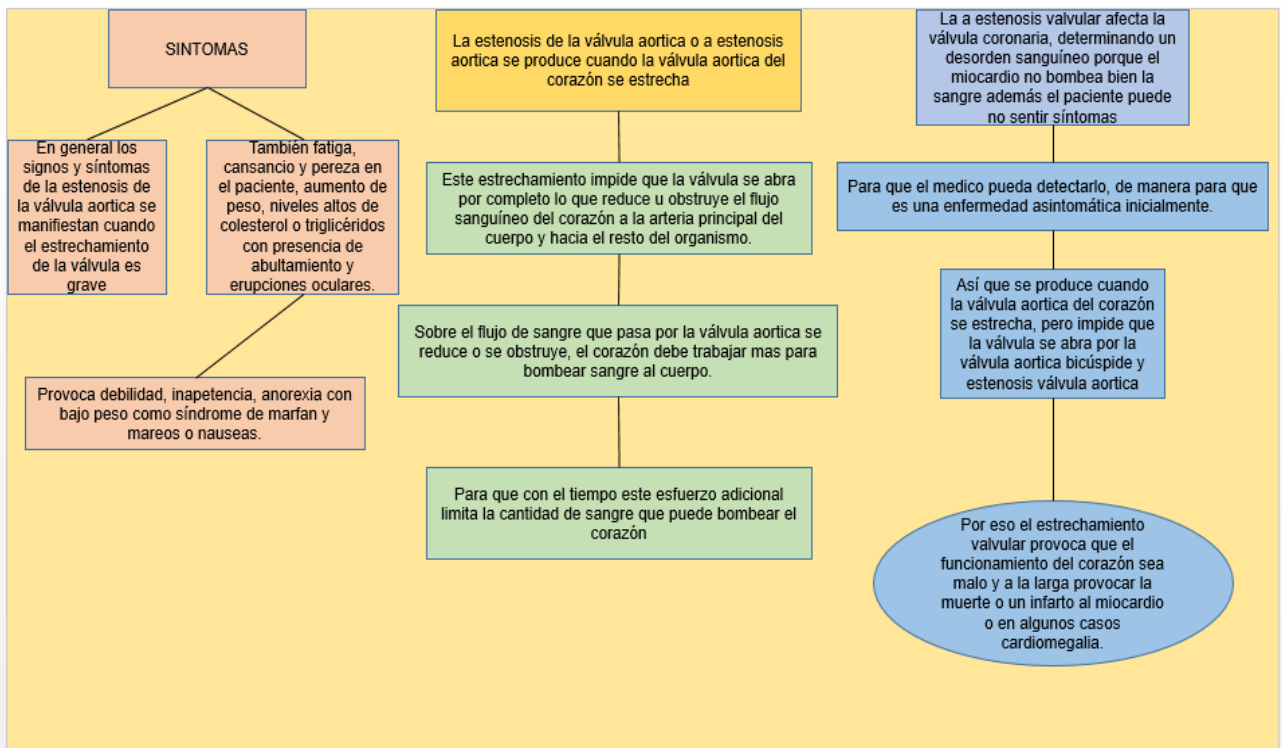 SINTOMAS
En general los
signos y síntomas
de la estenosis de
la válvula aortica se
manifiestan cuando
el estrechamiento
de la válvula es
grave
También fatiga,
cansancio y pereza en
el paciente, aumento de
peso, niveles altos de
colesterol o triglicéridos
con presencia de
abultamiento y
erupciones oculares.
Provoca debilidad, inapetencia, anorexia con
bajo peso como síndrome de marfan y
mareos o nauseas.
La estenosis de la válvula aortica o a estenosis
aortica se produce cuando la válvula aortica del
corazón se estrecha
Este estrechamiento impide que la válvula se abra
por completo lo que reduce u obstruye el flujo
sanguíneo del corazón a la arteria principal del
cuerpo y hacia el resto del organismo.
Sobre el flujo de sangre que pasa por la válvula aortica se
reduce o se obstruye, el corazón debe trabajar mas para
bombear sangre al cuerpo.
Para que con el tiempo este esfuerzo adicional
limita la cantidad de sangre que puede bombear el
corazón
La a estenosis valvular afecta la
válvula coronaria, determinando un
desorden sanguíneo porque el
miocardio no bombea bien la
sangre además el paciente puede
no sentir síntomas
Para que el medico pueda detectarlo, de manera para que
es una enfermedad asintomática inicialmente.
Así que se produce cuando
la válvula aortica del corazón
se estrecha, pero impide que
la válvula se abra por la
válvula aortica bicúspide y
estenosis válvula aortica
Por eso el estrechamiento
valvular provoca que el
funcionamiento del corazón sea
malo y a la larga provocar la
muerte o un infarto al miocardio
o en algunos casos
cardiomegalia.